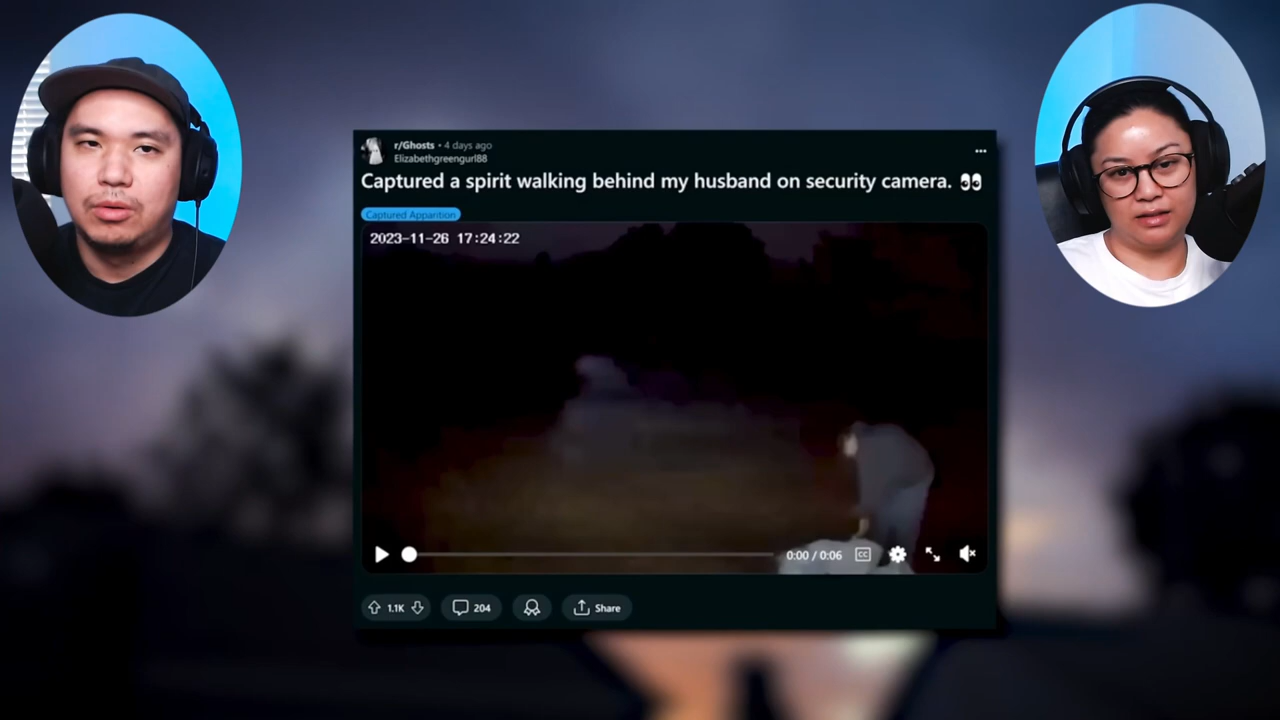 r/Ghosts • 4 days ago
Elizabethgreengurl88
Captured a spirit walking behind my husband on security camera. 👀
Captured Apparition
2023-11-26 17:24:22
0:00 / 0:06
CC
1.1K
204
Share